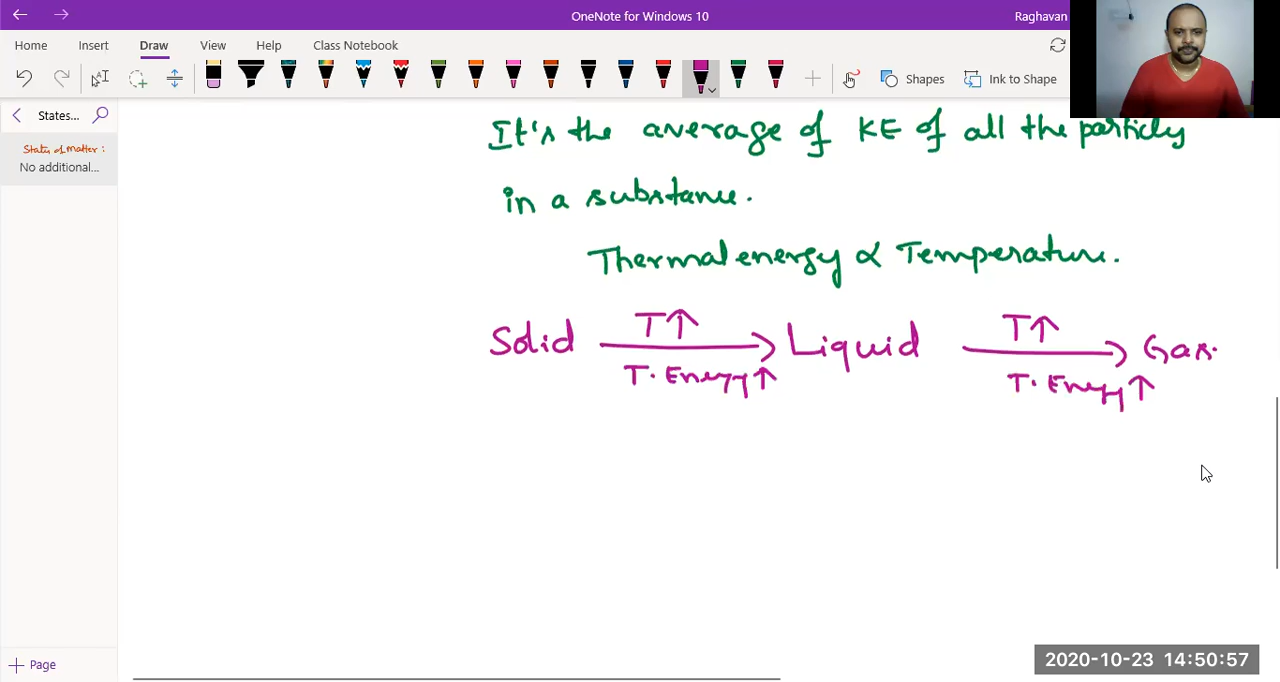 OneNote for Windows 10
Raghavan
Home Insert Draw View Help Class Notebook
Shapes Ink to Shape
States...
States of matter :
No additional...
It's the average of KE of all the particly
in a substance.
Thermal energy ∝ Temperature.
T↑ T↑
Solid Liquid Gas.
T. Energy↑ T. Energy↑
Page
2020-10-23 14:50:57